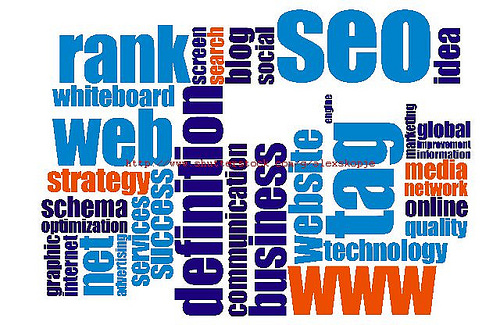 rank
screen
search
blog
social
seo
idea
whiteboard
definition
engine
web
website
tag
marketing
global
improvement
information
http://www.shutterstock.com/g/alexskopje
strategy
media
network
schema
optimization
online
quality
graphic
internet
net
advertising
services
success
communication
business
technology
www